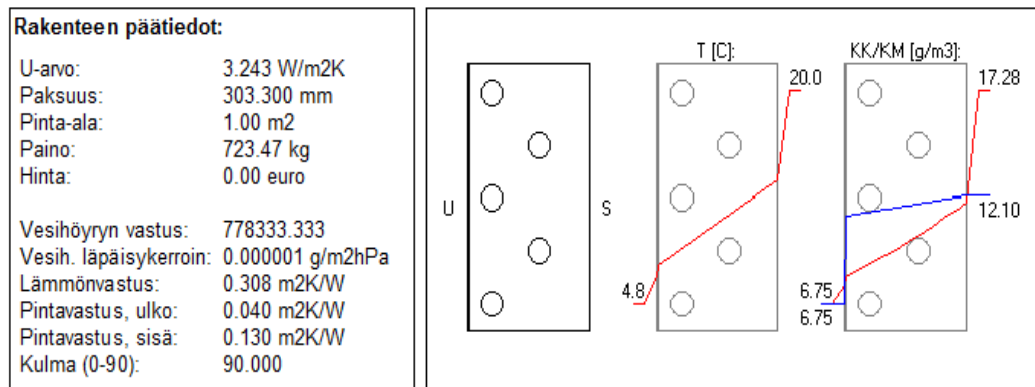 Rakenteen päätiedot:
U-arvo: 3.243 W/m2K
Paksuus: 303.300 mm
Pinta-ala: 1.00 m2
Paino: 723.47 kg
Hinta: 0.00 euro
Vesihöyryn vastus: 778333.333
Vesih. läpäisykerroin: 0.000001 g/m2hPa
Lämmönvastus: 0.308 m2K/W
Pintavastus, ulko: 0.040 m2K/W
Pintavastus, sisä: 0.130 m2K/W
Kulma (0-90): 90.000
T [C]: KK/KM [g/m3]:
20.0 17.28
U S
12.10
4.8 6.75
6.75